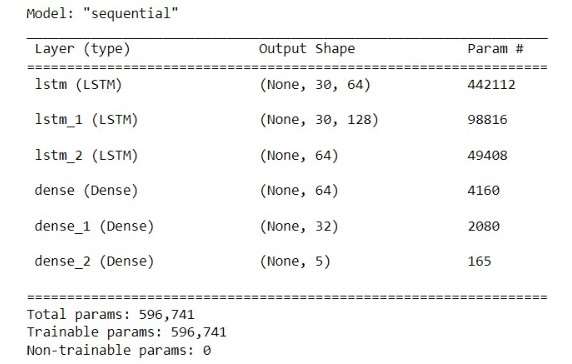 Model: "sequential"
Layer (type) Output Shape Param #
lstm (LSTM) (None, 30, 64) 442112
lstm_1 (LSTM) (None, 30, 128) 98816
lstm_2 (LSTM) (None, 64) 49408
dense (Dense) (None, 64) 4160
dense_1 (Dense) (None, 32) 2080
dense_2 (Dense) (None, 5) 165
Total params: 596,741
Trainable params: 596,741
Non-trainable params: 0